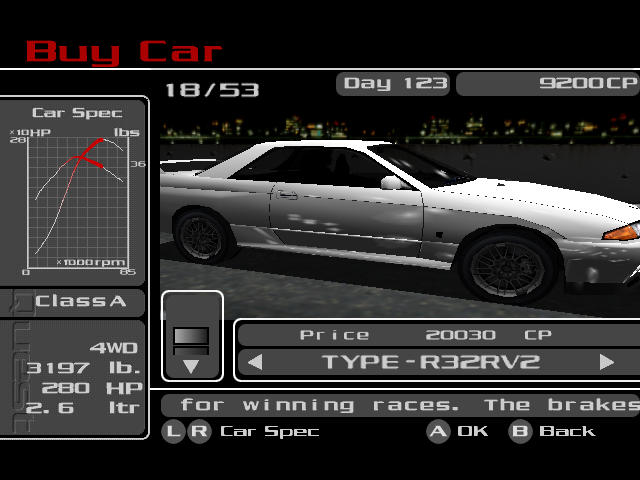 Buy Car
18/53
Day 123
9200CP
Car Spec
×10HP
lbs
28
36
×1000rpm
0
85
ClassA
4WD
3197 lb.
280 HP
2.6 ltr
Price 20030 CP
TYPE-R32RV2
for winning races. The brakes
L R Car Spec
A OK B Back